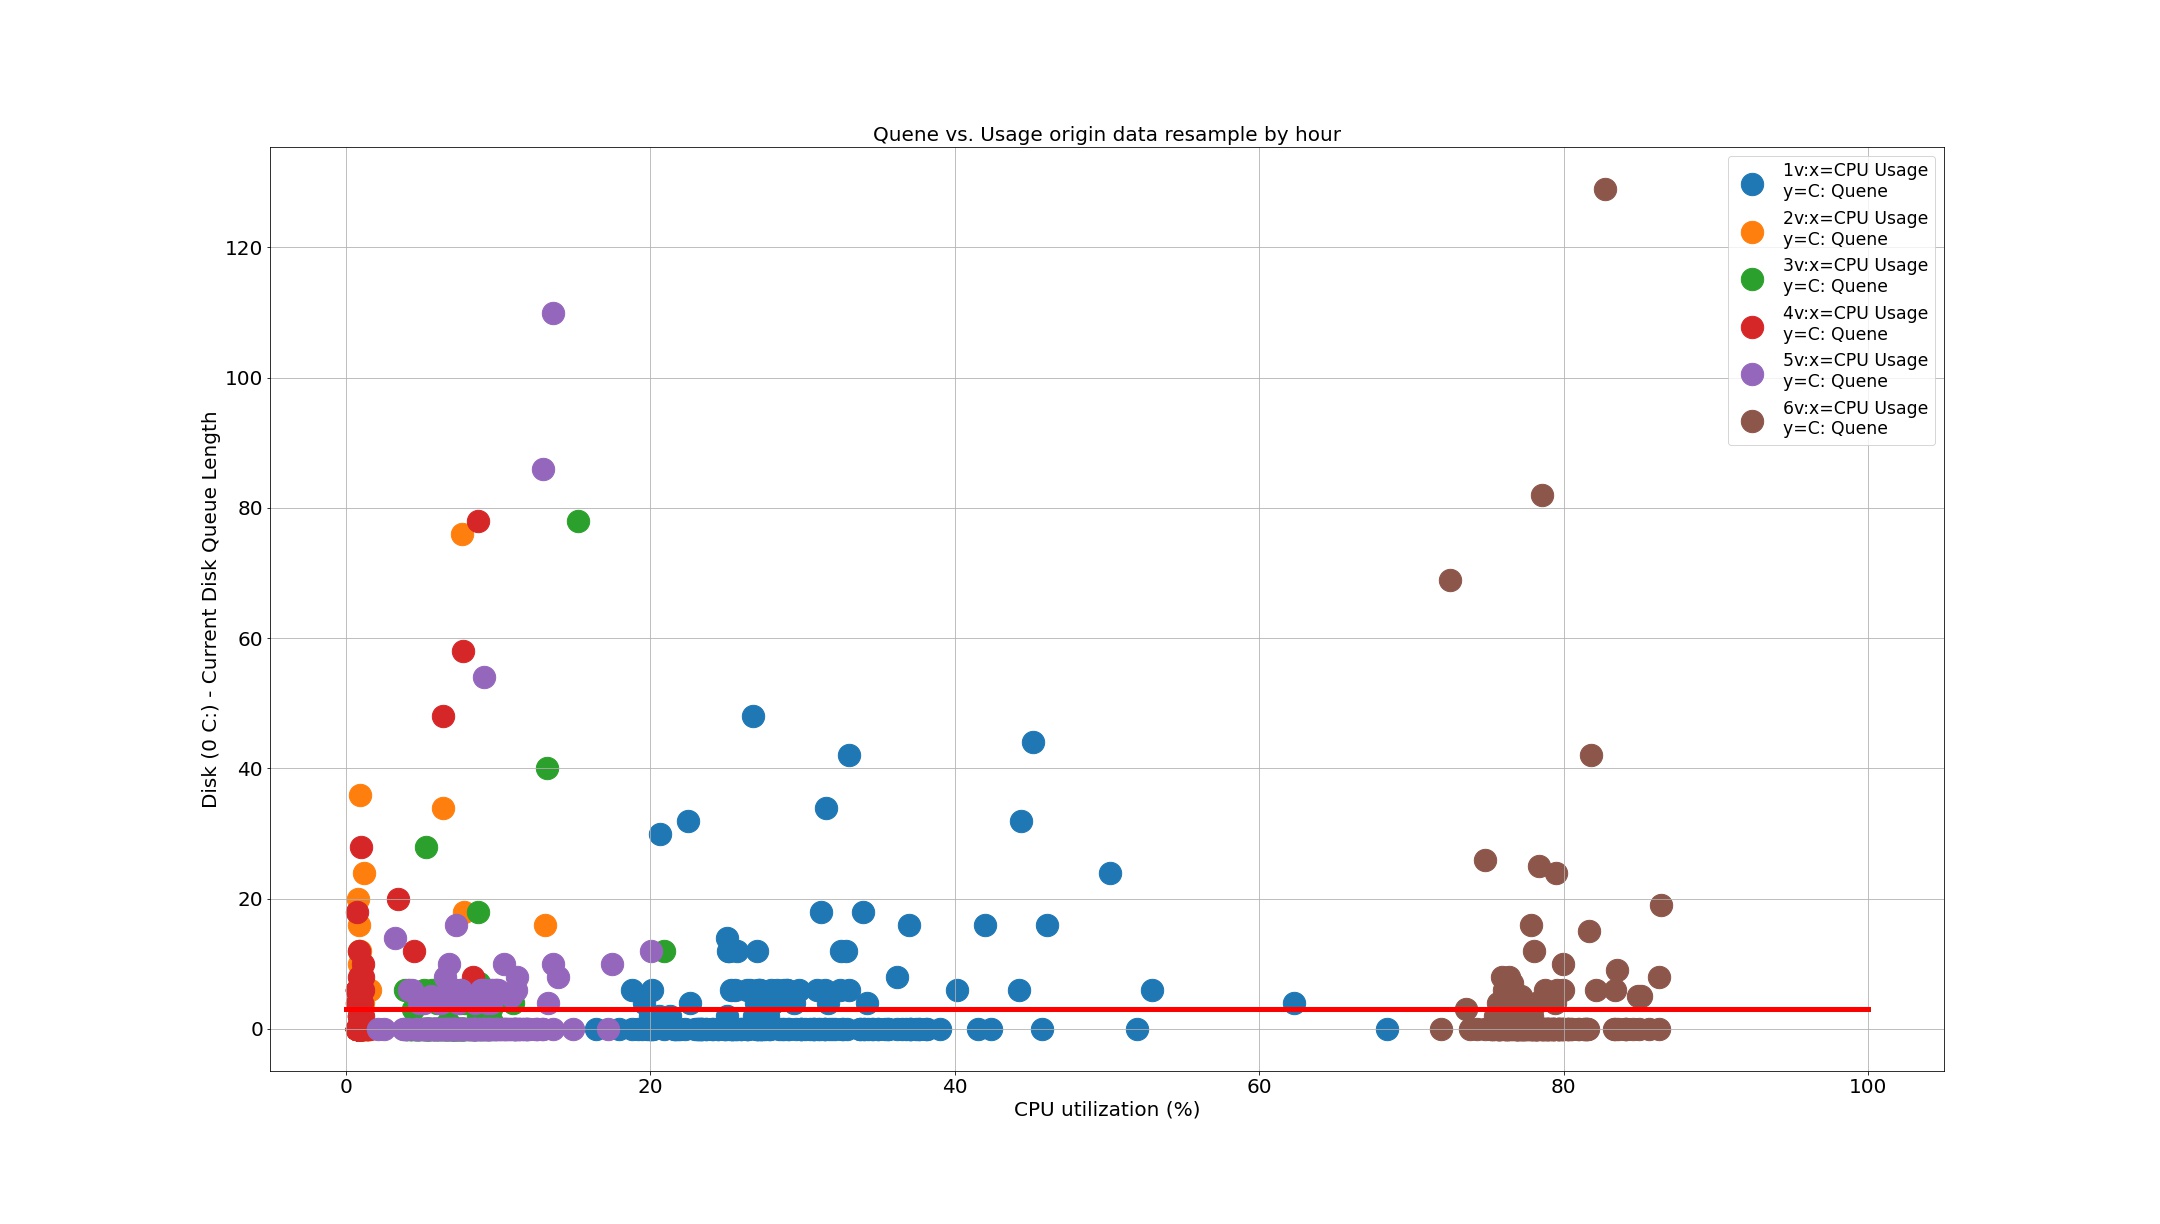 Quene vs. Usage origin data resample by hour
1v:x=CPU Usage
y=C: Quene
2v:x=CPU Usage
y=C: Quene
3v:x=CPU Usage
y=C: Quene
4v:x=CPU Usage
y=C: Quene
5v:x=CPU Usage
y=C: Quene
6v:x=CPU Usage
y=C: Quene
Disk (0 C:) - Current Disk Queue Length
120
100
80
60
40
20
0
0 20 40 60 80 100
CPU utilization (%)